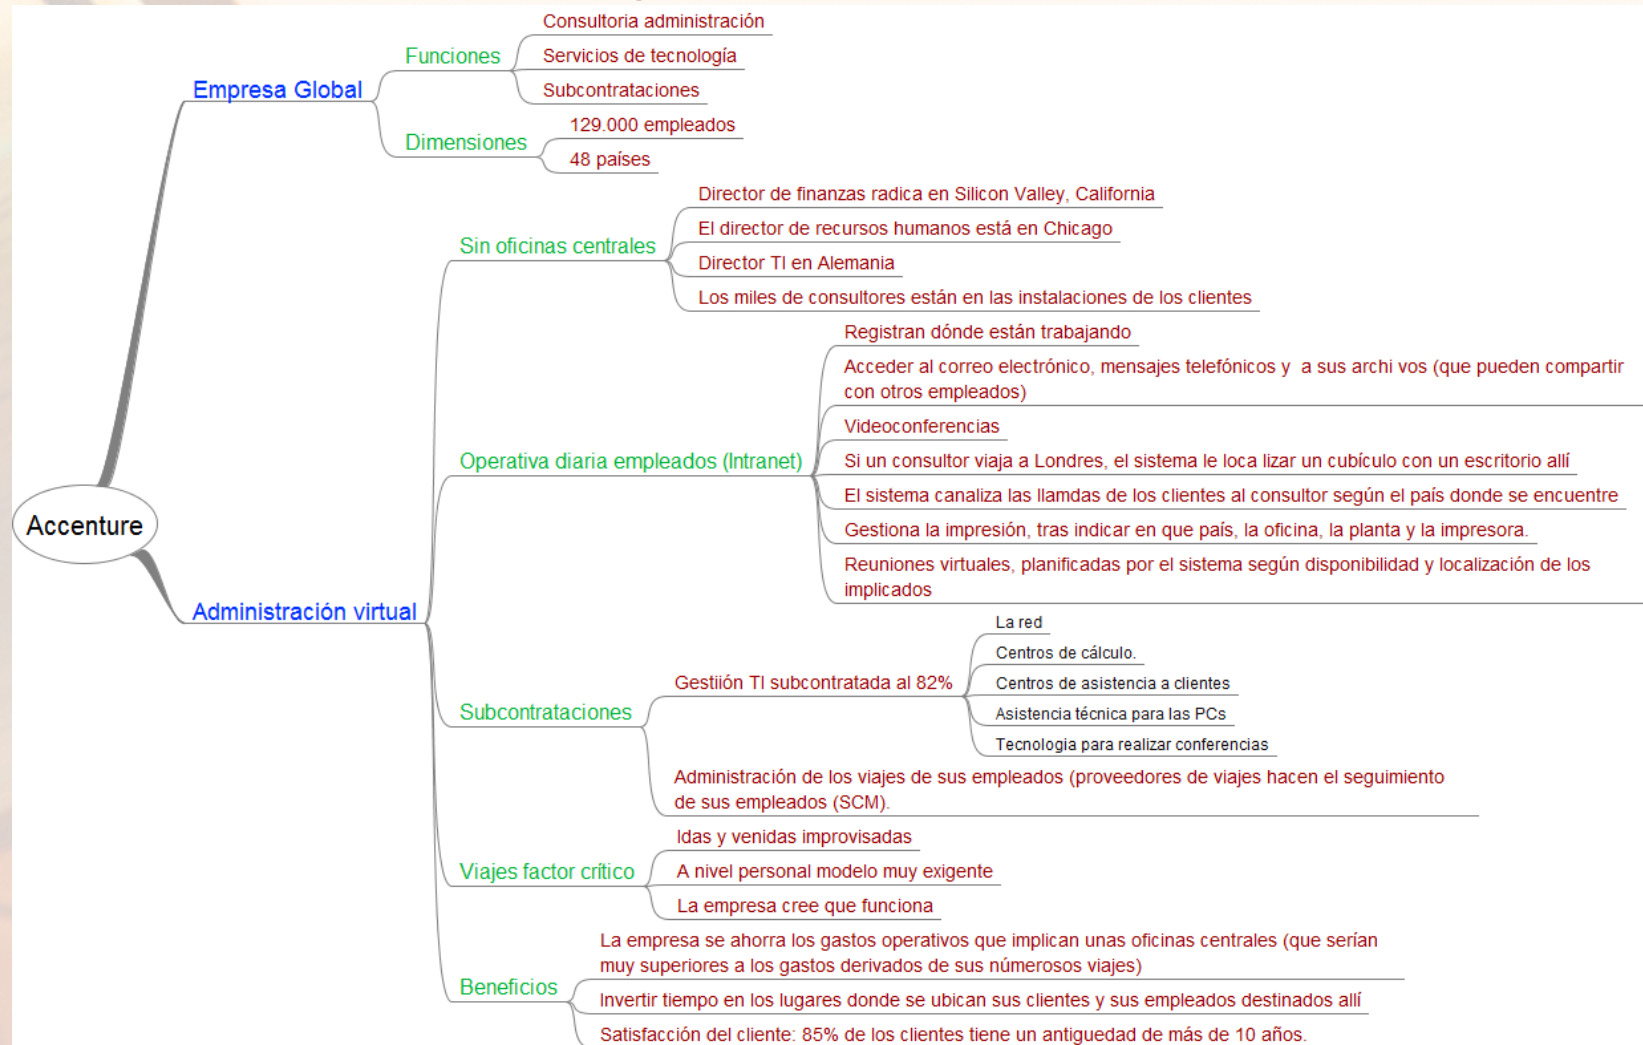 Consultoria administración
Funciones
Servicios de tecnología
Empresa Global
Subcontrataciones
129.000 empleados
Dimensiones
48 países
Director de finanzas radica en Silicon Valley, California
El director de recursos humanos está en Chicago
Sin oficinas centrales
Director TI en Alemania
Los miles de consultores están en las instalaciones de los clientes
Registran dónde están trabajando
Acceder al correo electrónico, mensajes telefónicos y  a sus archi vos (que pueden compartir
con otros empleados)
Videoconferencias
Operativa diaria empleados (Intranet)
Si un consultor viaja a Londres, el sistema le loca lizar un cubículo con un escritorio allí
El sistema canaliza las llamdas de los clientes al consultor según el país donde se encuentre
Accenture
Gestiona la impresión, tras indicar en que país, la oficina, la planta y la impresora.
Reuniones virtuales, planificadas por el sistema según disponibilidad y localización de los
implicados
Administración virtual
La red
Centros de cálculo.
Gestiión TI subcontratada al 82%
Centros de asistencia a clientes
Subcontrataciones
Asistencia técnica para las PCs
Tecnologia para realizar conferencias
Administración de los viajes de sus empleados (proveedores de viajes hacen el seguimiento
de sus empleados (SCM).
Idas y venidas improvisadas
Viajes factor crítico
A nivel personal modelo muy exigente
La empresa cree que funciona
La empresa se ahorra los gastos operativos que implican unas oficinas centrales (que serían
muy superiores a los gastos derivados de sus númerosos viajes)
Beneficios
Invertir tiempo en los lugares donde se ubican sus clientes y sus empleados destinados allí
Satisfacción del cliente: 85% de los clientes tiene un antiguedad de más de 10 años.